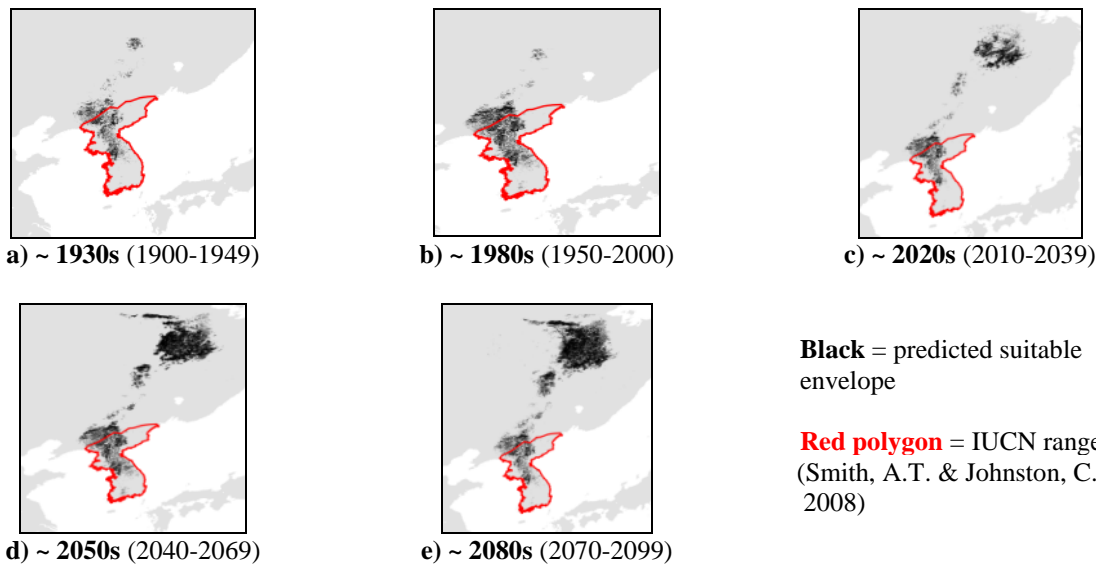 a) ~ 1930s (1900-1949)
b) ~ 1980s (1950-2000)
c) ~ 2020s (2010-2039)
Black = predicted suitable
envelope
Red polygon = IUCN range
(Smith, A.T. & Johnston, C.
2008)
d) ~ 2050s (2040-2069)
e) ~ 2080s (2070-2099)